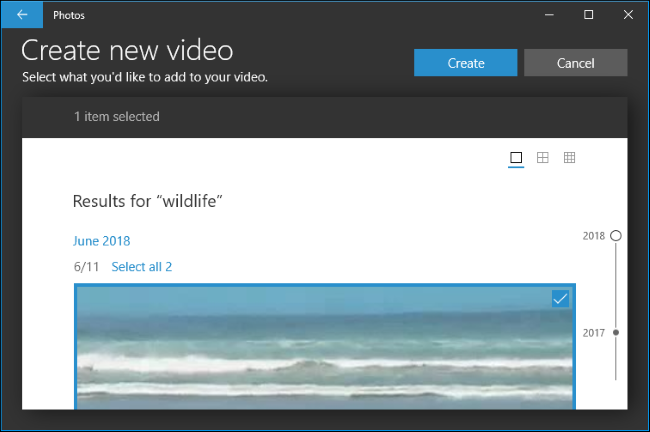 Photos
Create new video
Select what you'd like to add to your video.
Create
Cancel
1 item selected
Results for “wildlife”
June 2018
6/11 Select all 2
2018
2017